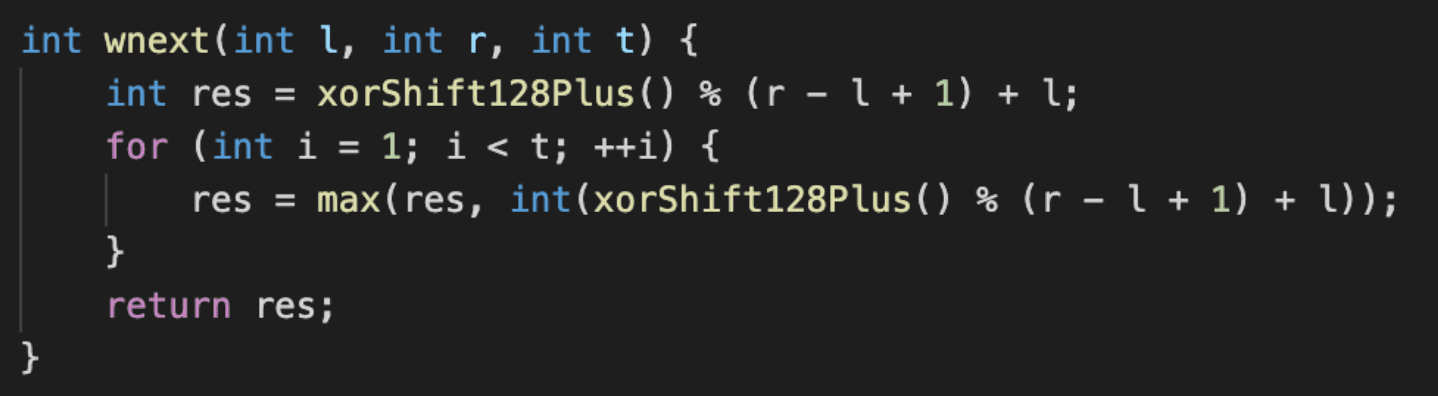 int wnext(int l, int r, int t) {
    int res = xorShift128Plus() % (r - l + 1) + l;
    for (int i = 1; i < t; ++i) {
        res = max(res, int(xorShift128Plus() % (r - l + 1) + l));
    }
    return res;
}